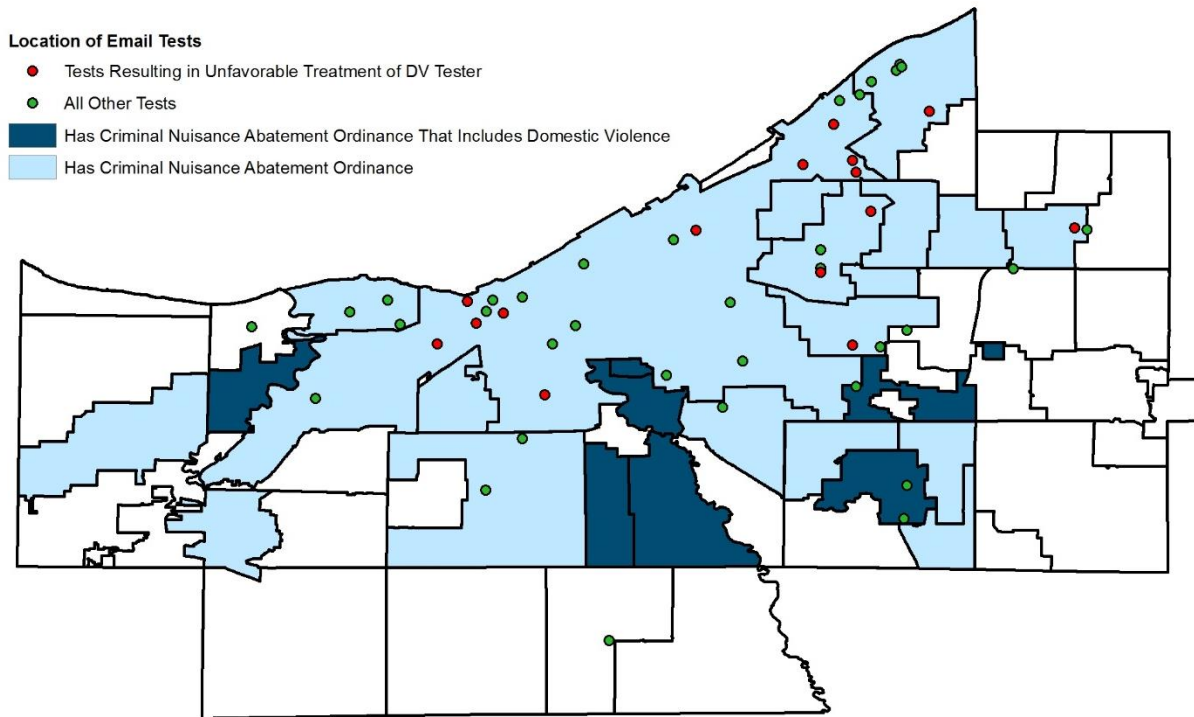 Location of Email Tests
Tests Resulting in Unfavorable Treatment of DV Tester
All Other Tests
Has Criminal Nuisance Abatement Ordinance That Includes Domestic Violence
Has Criminal Nuisance Abatement Ordinance